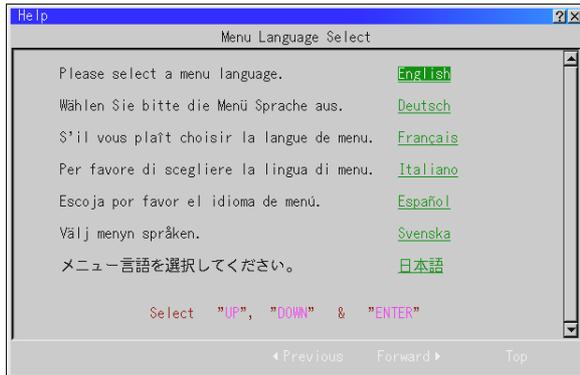 Help ?×
Menu Language Select
Please select a menu language. English
Wählen Sie bitte die Menü Sprache aus. Deutsch
S'il vous plaît choisir la langue de menu. Français
Per favore di scegliere la lingua di menu. Italiano
Escoja por favor el idioma de menú. Español
Välj menyn språken. Svenska
メニュー言語を選択してください。 日本語
Select "UP", "DOWN" & "ENTER"
Previous Forward Top